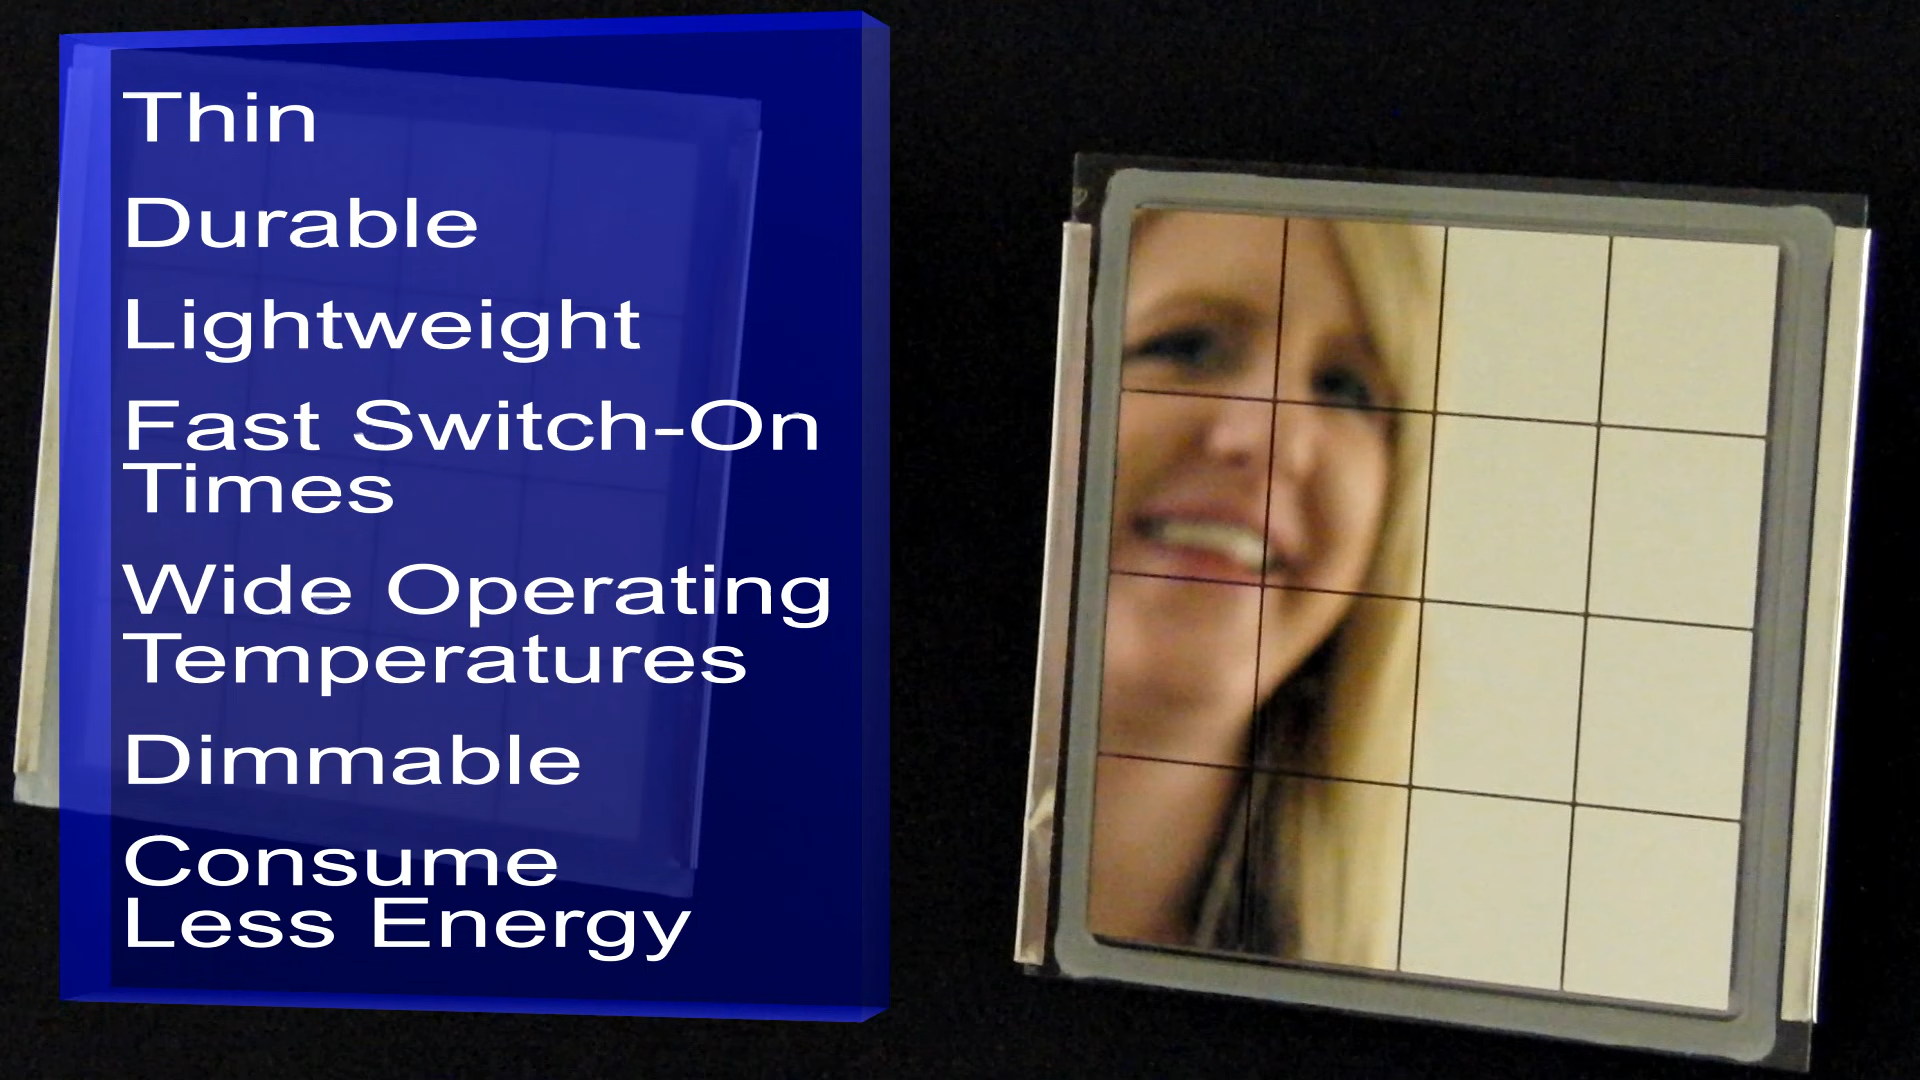 Thin
Durable
Lightweight
Fast Switch-On
Times
Wide Operating
Temperatures
Dimmable
Consume
Less Energy